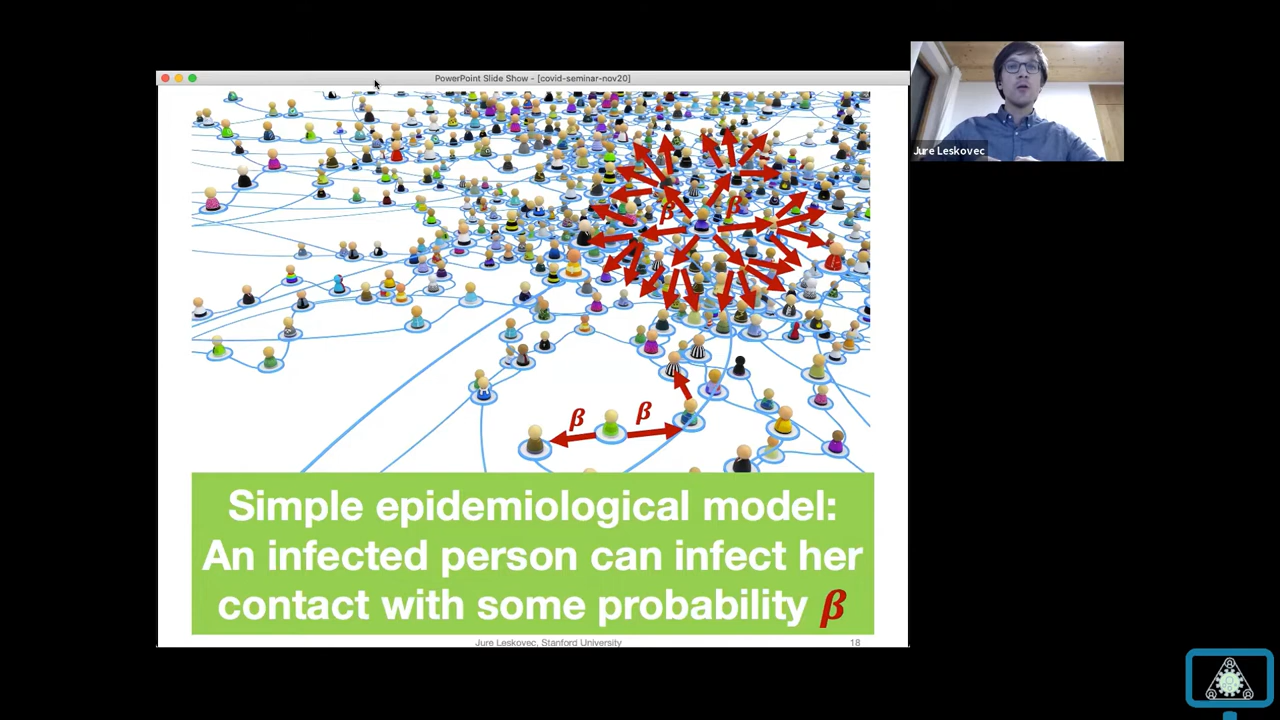 PowerPoint Slide Show - [covid-seminar-nov20]
Jure Leskovec
β
β
β
β
Simple epidemiological model:
An infected person can infect her
contact with some probability β
Jure Leskovec, Stanford University
18